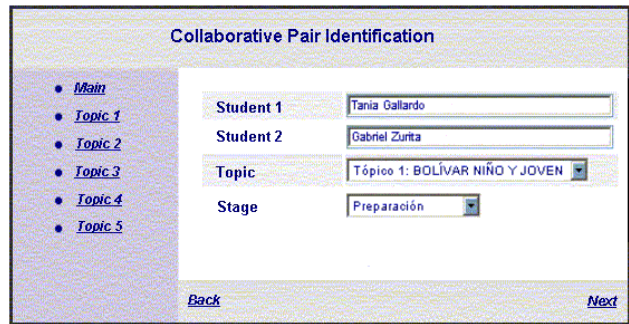 Collaborative Pair Identification
Main
Topic 1
Topic 2
Topic 3
Topic 4
Topic 5
Student 1 Tania Gallardo
Student 2 Gabriel Zurita
Topic Tópico 1: BOLÍVAR NIÑO Y JOVEN
Stage Preparación
Back Next